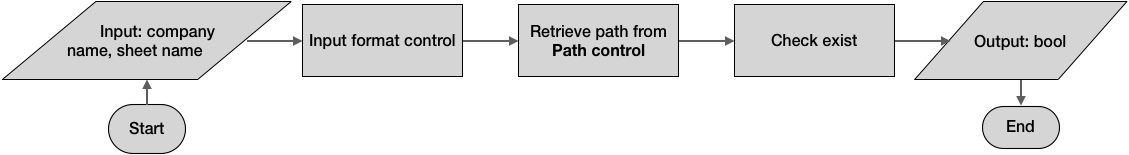 Input: company
name, sheet name
Input format control
Retrieve path from
Path control
Check exist
Output: bool
Start
End